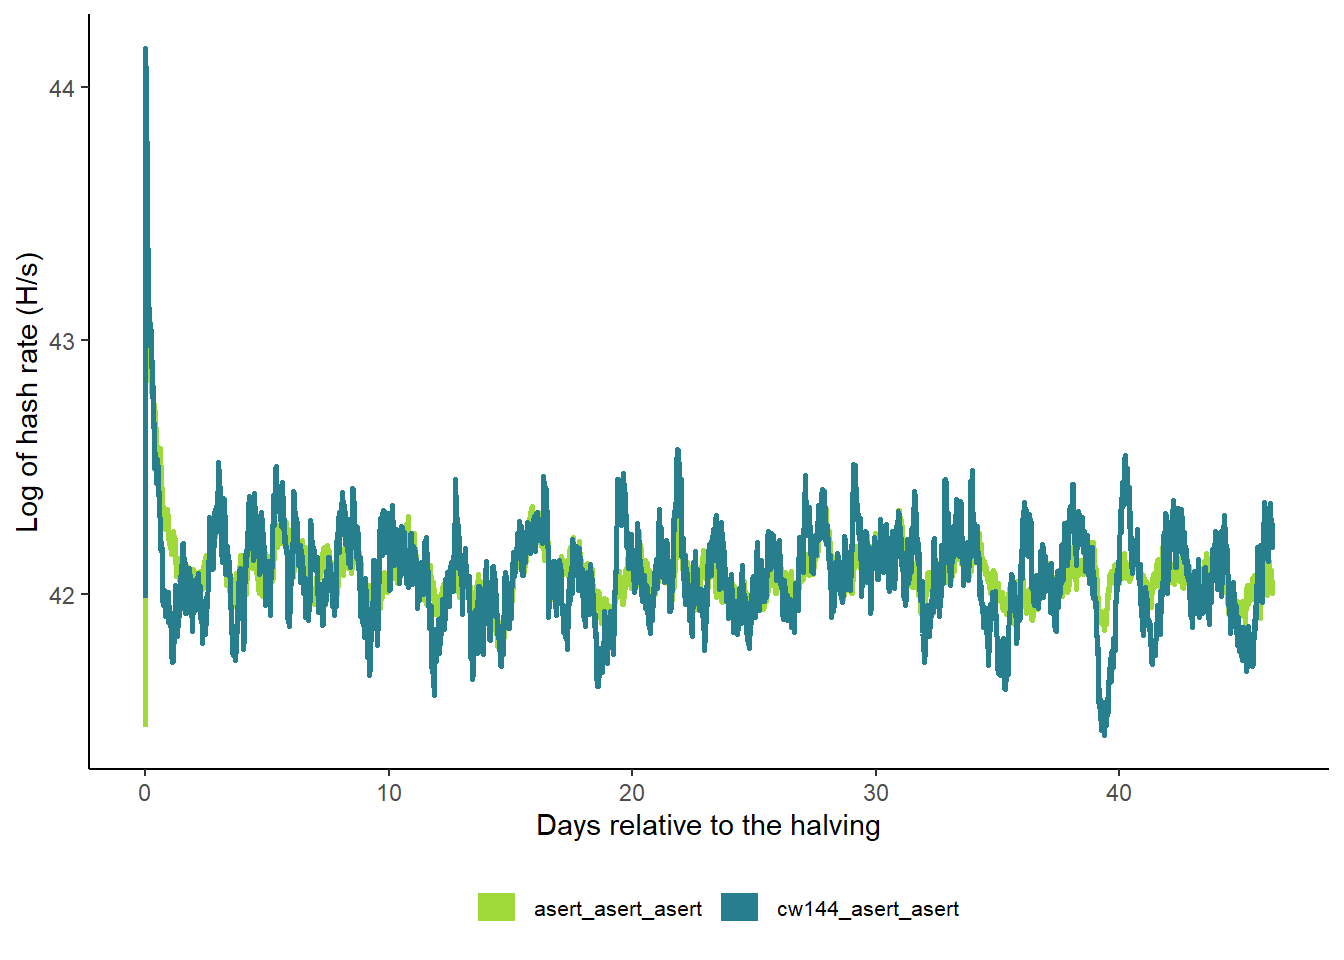 44
43
42
Log of hash rate (H/s)
0 10 20 30 40
Days relative to the halving
asert_asert_asert cw144_asert_asert